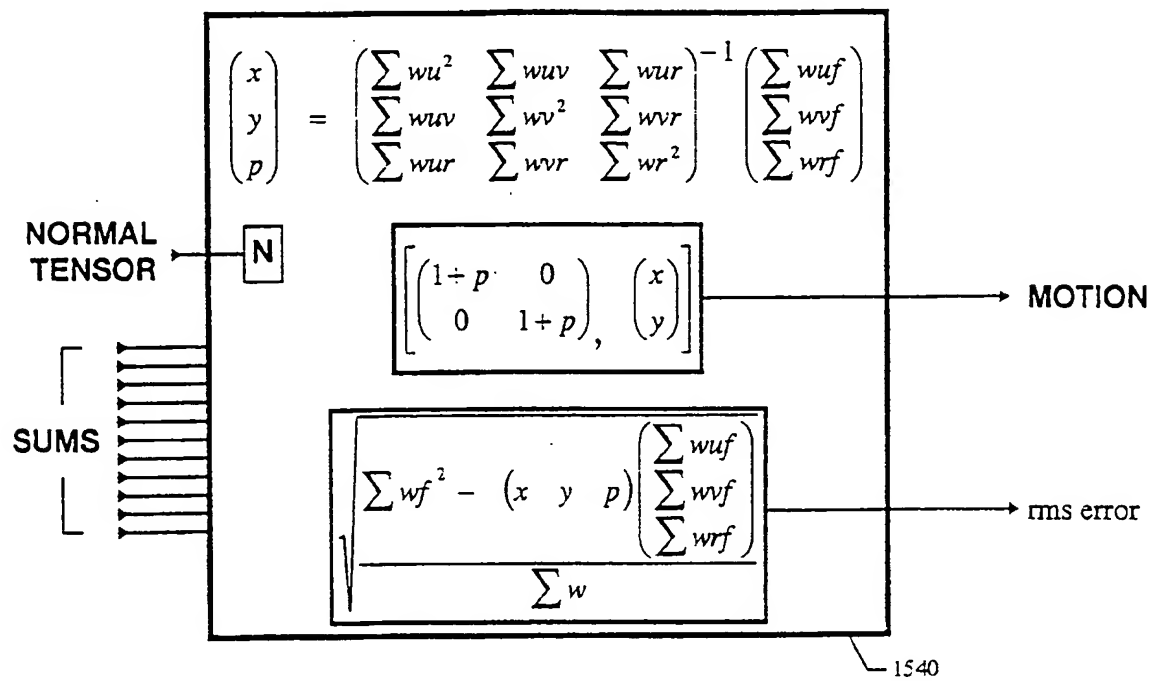 (x y p) = (∑wu² ∑wuv ∑wur
∑wuv ∑wv² ∑wvr
∑wur ∑wvr ∑wr²)⁻¹ (∑wuf
∑wvf
∑wrf)
NORMAL
TENSOR
N
[(1+p 0
0 1+p), (x
y)]
MOTION
SUMS
√ ∑wf² - (x y p) (∑wuf
∑wvf
∑wrf)
∑w
rms error
1540